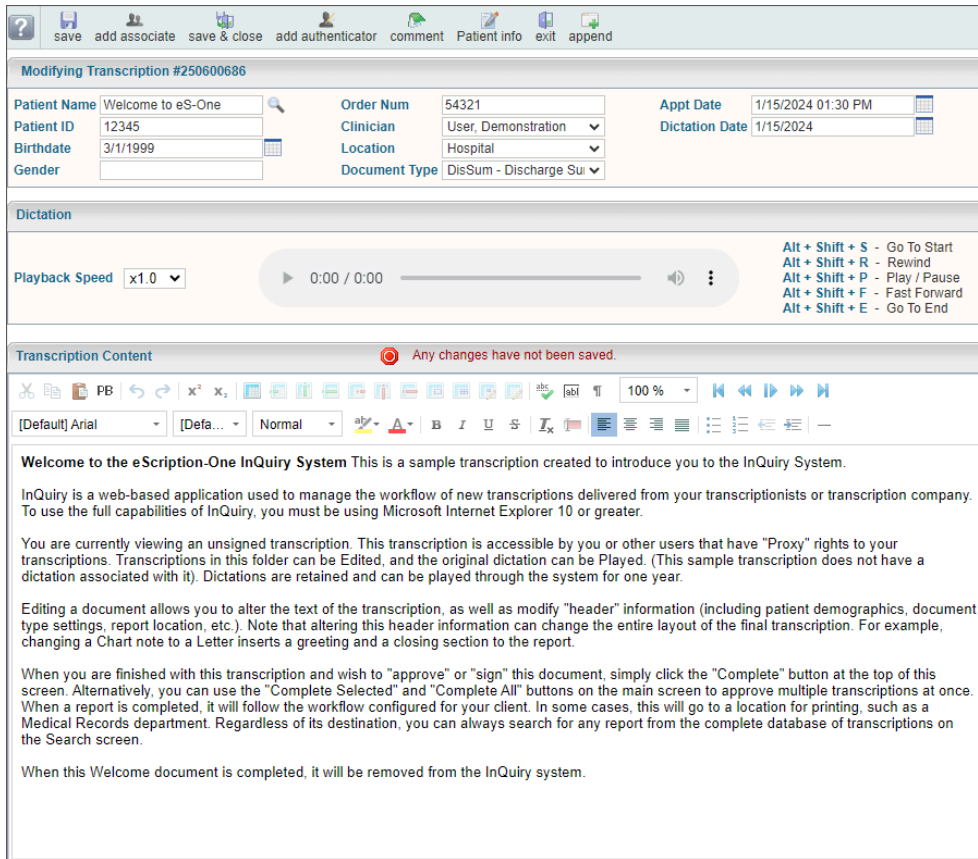 ?
save add associate save & close add authenticator comment Patient info exit append
Modifying Transcription #250600686
Patient Name Welcome to eS-One Order Num 54321 Appt Date 1/15/2024 01:30 PM
Patient ID 12345 Clinician User, Demonstration Dictation Date 1/15/2024
Birthdate 3/1/1999 Location Hospital
Gender Document Type DisSum - Discharge Sui
Dictation
Playback Speed x1.0 0:00 / 0:00
Alt + Shift + S - Go To Start
Alt + Shift + R - Rewind
Alt + Shift + P - Play / Pause
Alt + Shift + F - Fast Forward
Alt + Shift + E - Go To End
Transcription Content Any changes have not been saved.
PB x² x₂ abc ab| ¶ 100 %
[Default] Arial [Defa... Normal ab A B I U S Ix
Welcome to the eScription-One InQuiry System This is a sample transcription created to introduce you to the InQuiry System.
InQuiry is a web-based application used to manage the workflow of new transcriptions delivered from your transcriptionists or transcription company.
To use the full capabilities of InQuiry, you must be using Microsoft Internet Explorer 10 or greater.
You are currently viewing an unsigned transcription. This transcription is accessible by you or other users that have "Proxy" rights to your
transcriptions. Transcriptions in this folder can be Edited, and the original dictation can be Played. (This sample transcription does not have a
dictation associated with it). Dictations are retained and can be played through the system for one year.
Editing a document allows you to alter the text of the transcription, as well as modify "header" information (including patient demographics, document
type settings, report location, etc.). Note that altering this header information can change the entire layout of the final transcription. For example,
changing a Chart note to a Letter inserts a greeting and a closing section to the report.
When you are finished with this transcription and wish to "approve" or "sign" this document, simply click the "Complete" button at the top of this
screen. Alternatively, you can use the "Complete Selected" and "Complete All" buttons on the main screen to approve multiple transcriptions at once.
When a report is completed, it will follow the workflow configured for your client. In some cases, this will go to a location for printing, such as a
Medical Records department. Regardless of its destination, you can always search for any report from the complete database of transcriptions on
the Search screen.
When this Welcome document is completed, it will be removed from the InQuiry system.